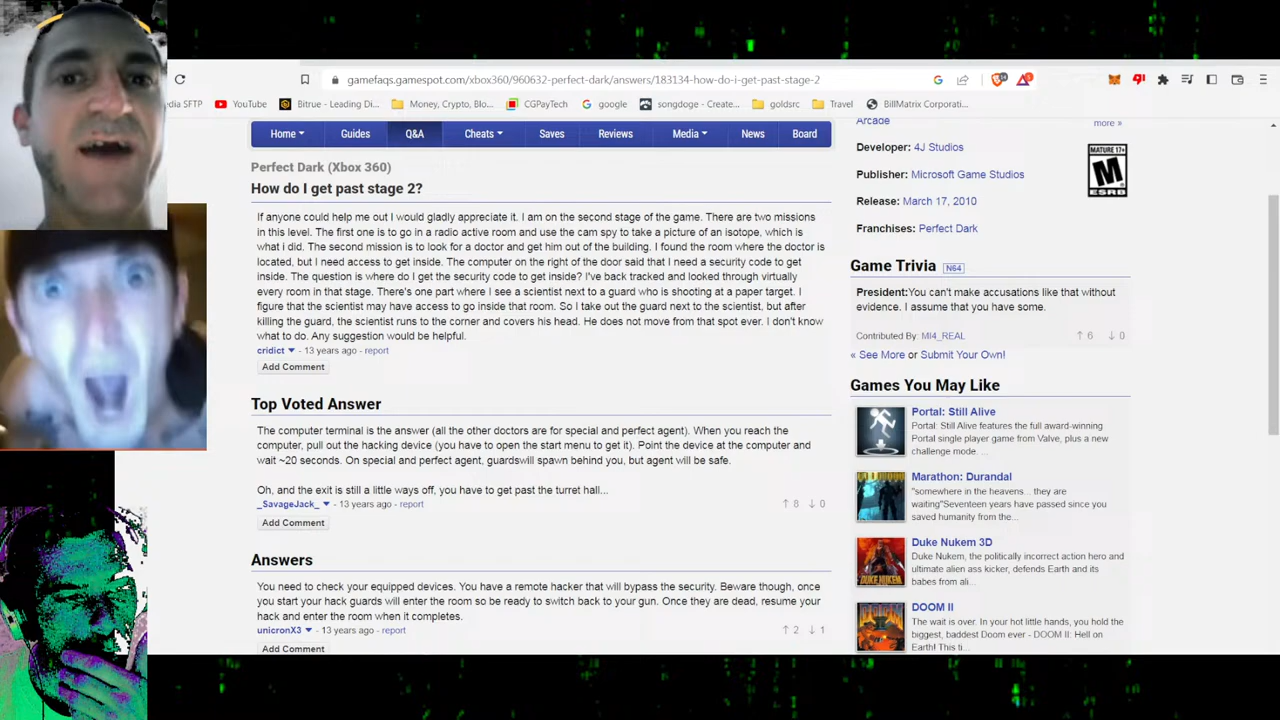 gamefaqs.gamespot.com/xbox360/960632-perfect-dark/answers/183134-how-do-i-get-past-stage-2
edia SFTP
YouTube
Bitrue - Leading Di...
Money, Crypto, Blo...
CGPayTech
google
songdoge - Create...
goldsrc
Travel
BillMatrix Corporati...
Home
Guides
Q&A
Cheats
Saves
Reviews
Media
News
Board
Perfect Dark (Xbox 360)
How do I get past stage 2?
If anyone could help me out I would gladly appreciate it. I am on the second stage of the game. There are two missions
in this level. The first one is to go in a radio active room and use the cam spy to take a picture of an isotope, which is
what i did. The second mission is to look for a doctor and get him out of the building. I found the room where the doctor is
located, but I need access to get inside. The computer on the right of the door said that I need a security code to get
inside. The question is where do I get the security code to get inside? I've back tracked and looked through virtually
every room in that stage. There's one part where I see a scientist next to a guard who is shooting at a paper target. I
figure that the scientist may have access to go inside that room. So I take out the guard next to the scientist, but after
killing the guard, the scientist runs to the corner and covers his head. He does not move from that spot ever. I don't know
what to do. Any suggestion would be helpful.
cridict - 13 years ago - report
Add Comment
Top Voted Answer
The computer terminal is the answer (all the other doctors are for special and perfect agent). When you reach the
computer, pull out the hacking device (you have to open the start menu to get it). Point the device at the computer and
wait ~20 seconds. On special and perfect agent, guardswill spawn behind you, but agent will be safe.
Oh, and the exit is still a little ways off, you have to get past the turret hall...
_SavageJack_ - 13 years ago - report
8 0
Add Comment
Answers
You need to check your equipped devices. You have a remote hacker that will bypass the security. Beware though, once
you start your hack guards will enter the room so be ready to switch back to your gun. Once they are dead, resume your
hack and enter the room when it completes.
unicronX3 - 13 years ago - report
2 1
Add Comment
Arcade
more »
Developer: 4J Studios
Publisher: Microsoft Game Studios
Release: March 17, 2010
Franchises: Perfect Dark
MATURE 17+
M
ESRB
Game Trivia N64
President:You can't make accusations like that without
evidence. I assume that you have some.
Contributed By: MI4_REAL
6 0
« See More or Submit Your Own!
Games You May Like
Portal: Still Alive
Portal: Still Alive features the full award-winning
Portal single player game from Valve, plus a new
challenge mode. ...
Marathon: Durandal
"somewhere in the heavens... they are
waiting"Seventeen years have passed since you
saved humanity from the...
Duke Nukem 3D
Duke Nukem, the politically incorrect action hero and
ultimate alien ass kicker, defends Earth and its
babes from ali...
DOOM II
The wait is over. In your hot little hands, you hold the
biggest, baddest Doom ever - DOOM II: Hell on
Earth! This ti...